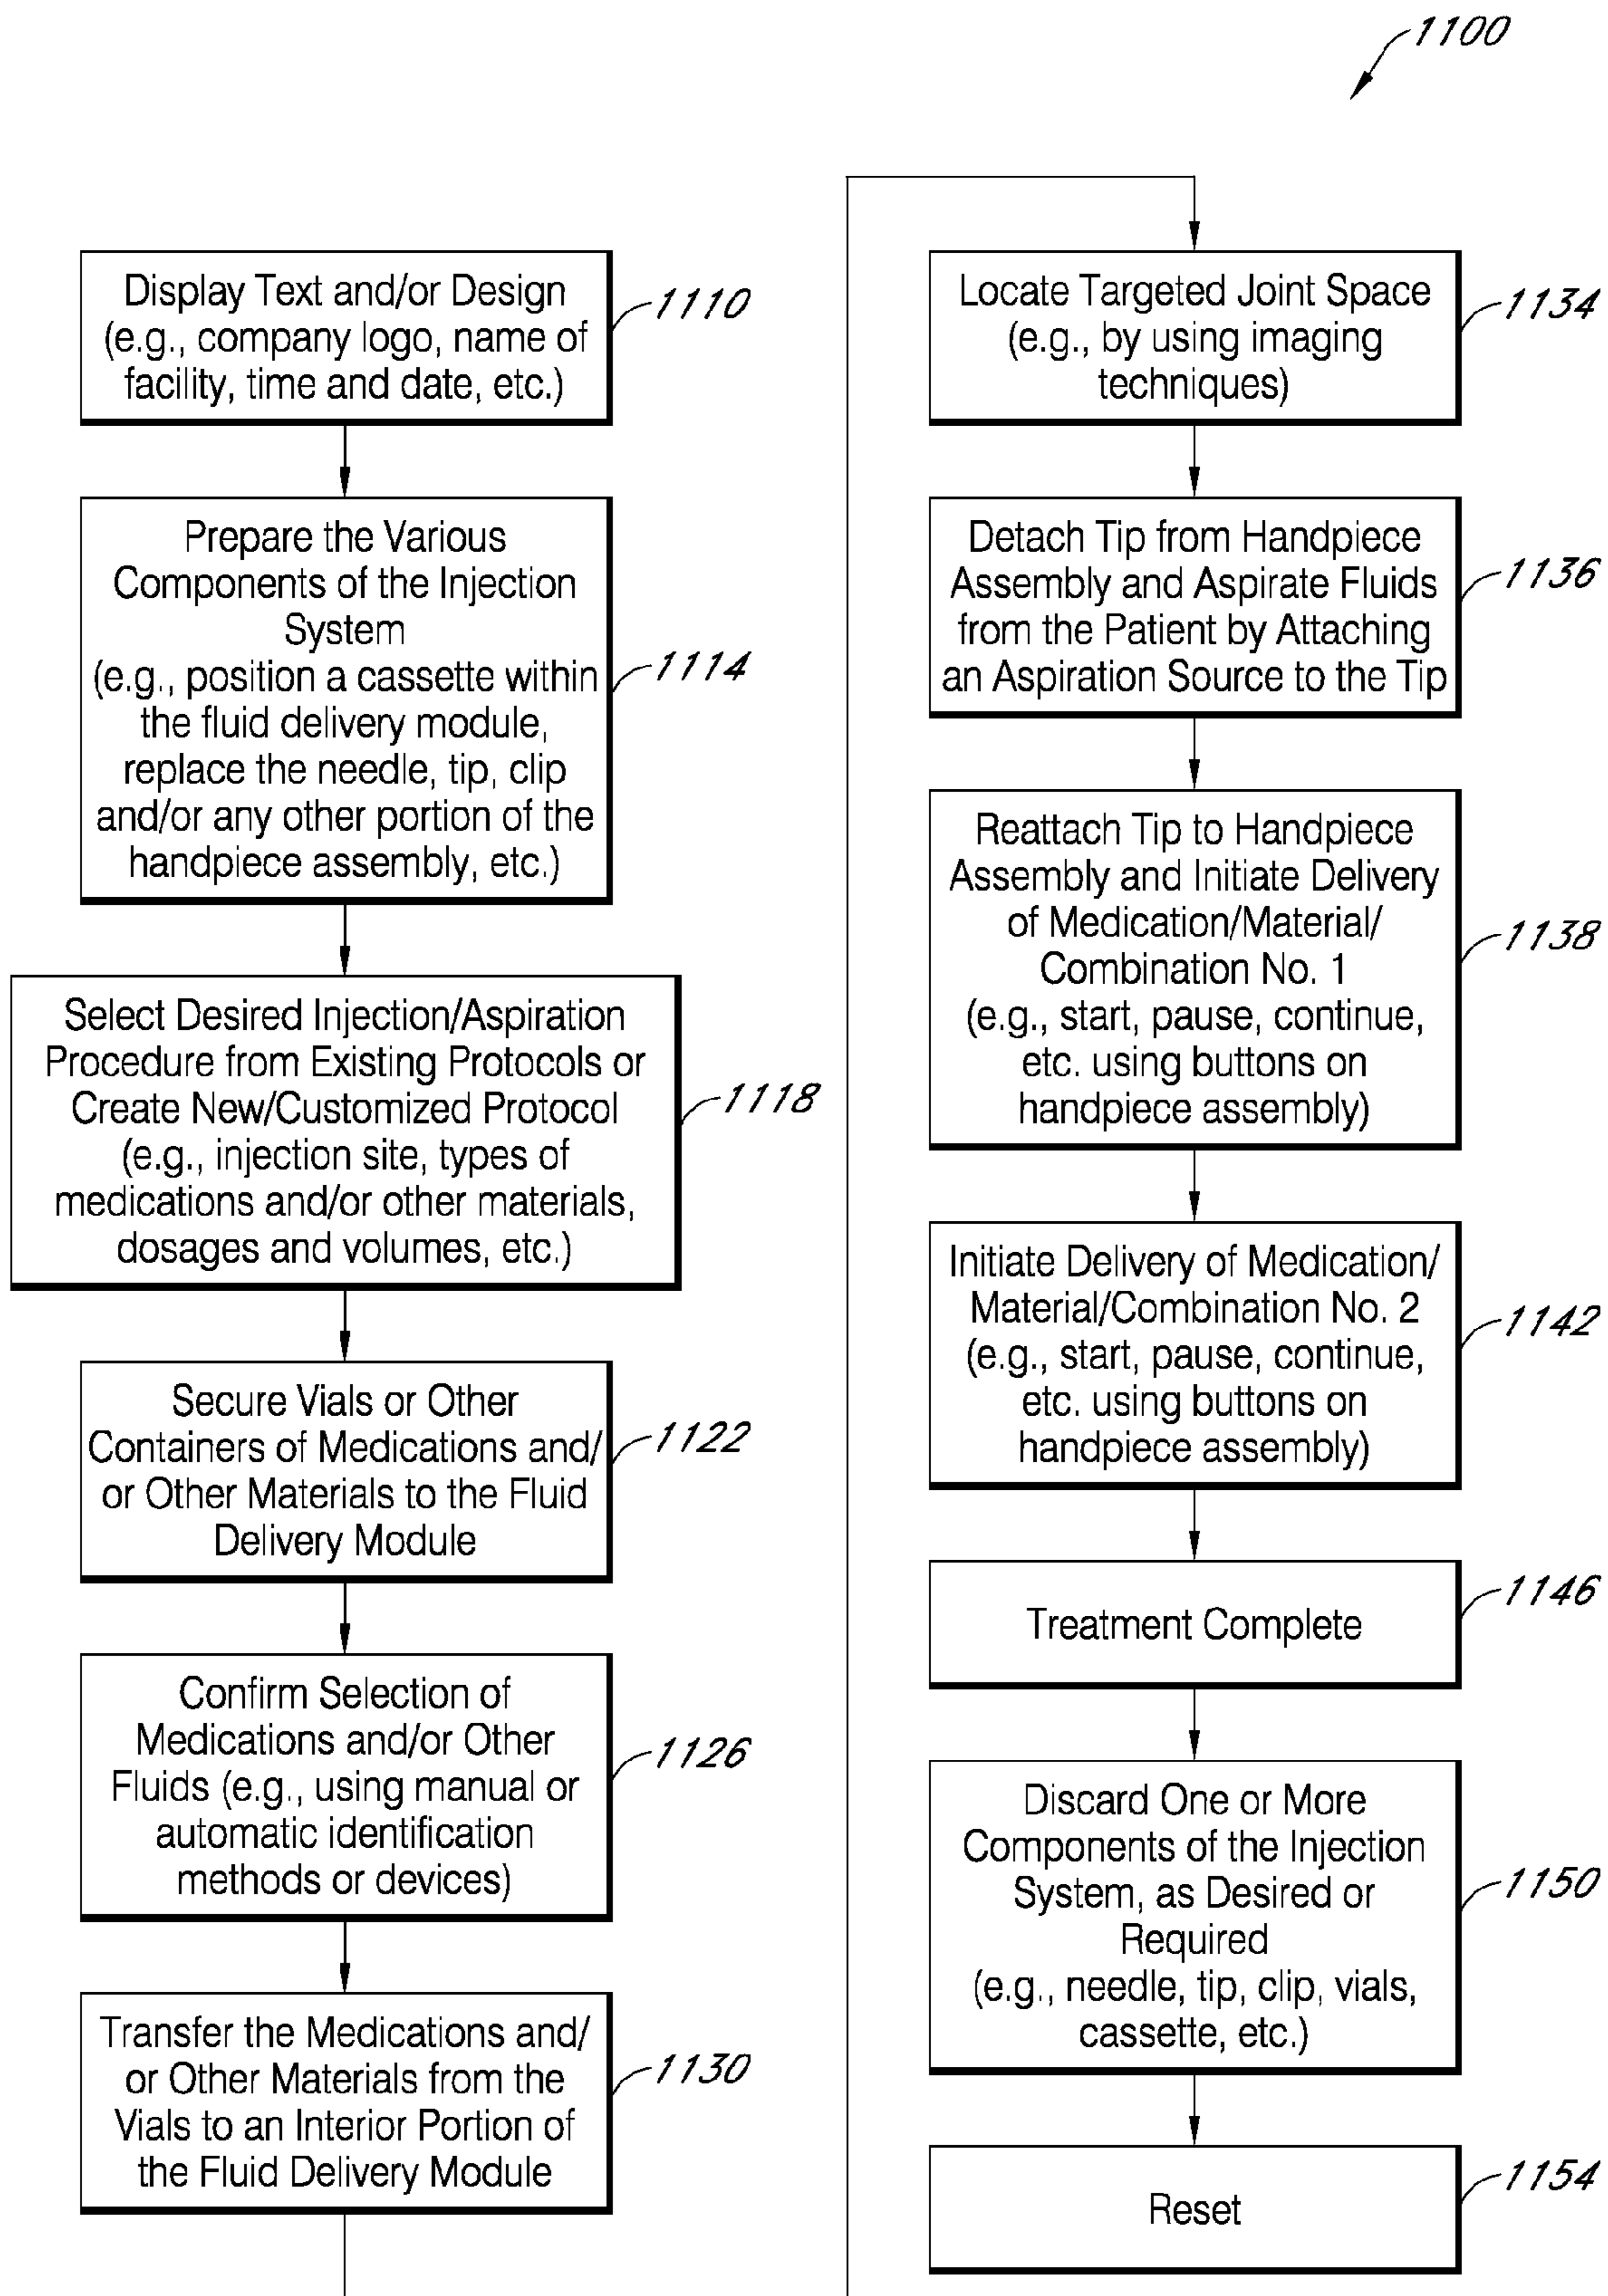 1100
Display Text and/or Design
(e.g., company logo, name of
facility, time and date, etc.)
1110
Prepare the Various
Components of the Injection
System
(e.g., position a cassette within
the fluid delivery module,
replace the needle, tip, clip
and/or any other portion of the
handpiece assembly, etc.)
1114
Select Desired Injection/Aspiration
Procedure from Existing Protocols or
Create New/Customized Protocol
(e.g., injection site, types of
medications and/or other materials,
dosages and volumes, etc.)
1118
Secure Vials or Other
Containers of Medications and/
or Other Materials to the Fluid
Delivery Module
1122
Confirm Selection of
Medications and/or Other
Fluids (e.g., using manual or
automatic identification
methods or devices)
1126
Transfer the Medications and/
or Other Materials from the
Vials to an Interior Portion of
the Fluid Delivery Module
1130
Locate Targeted Joint Space
(e.g., by using imaging
techniques)
1134
Detach Tip from Handpiece
Assembly and Aspirate Fluids
from the Patient by Attaching
an Aspiration Source to the Tip
1136
Reattach Tip to Handpiece
Assembly and Initiate Delivery
of Medication/Material/
Combination No. 1
(e.g., start, pause, continue,
etc. using buttons on
handpiece assembly)
1138
Initiate Delivery of Medication/
Material/Combination No. 2
(e.g., start, pause, continue,
etc. using buttons on
handpiece assembly)
1142
Treatment Complete
1146
Discard One or More
Components of the Injection
System, as Desired or
Required
(e.g., needle, tip, clip, vials,
cassette, etc.)
1150
Reset
1154